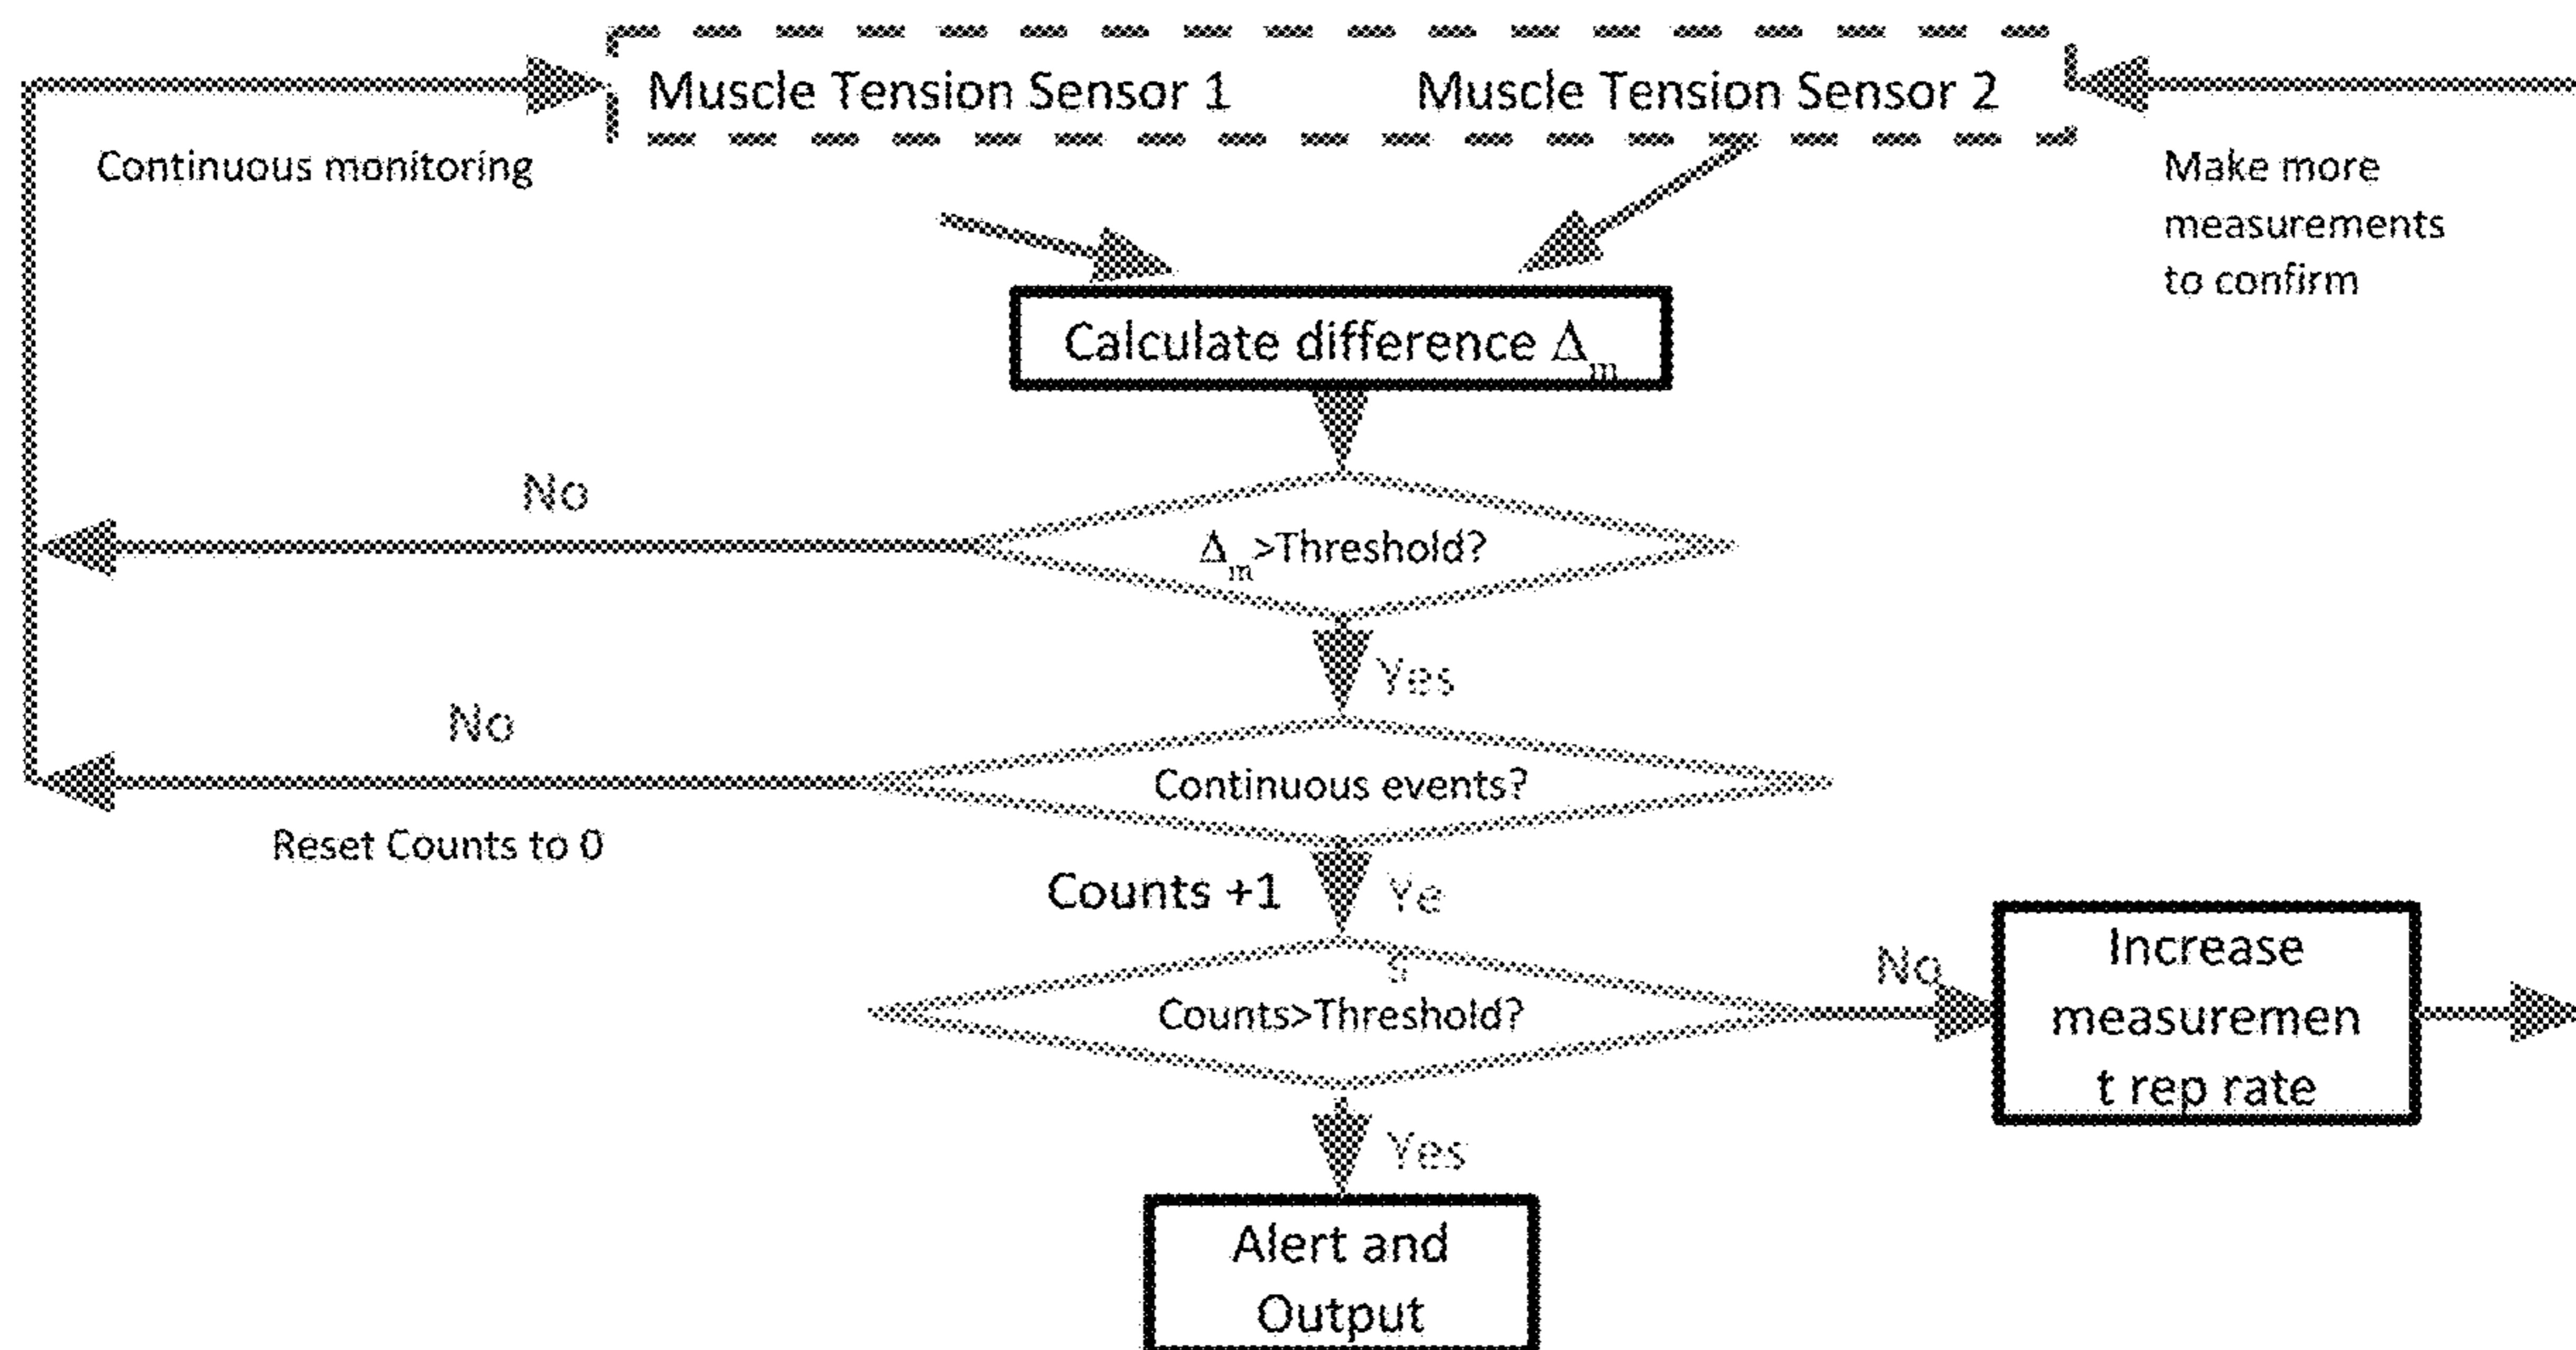 Muscle Tension Sensor 1 Muscle Tension Sensor 2
Continuous monitoring
Make more
measurements
to confirm
Calculate difference Δm
No
Δm>Threshold?
Yes
No
Continuous events?
Reset Counts to 0
Counts +1
Ye
s
Counts>Threshold?
No
Increase
measuremen
t rep rate
Yes
Alert and
Output